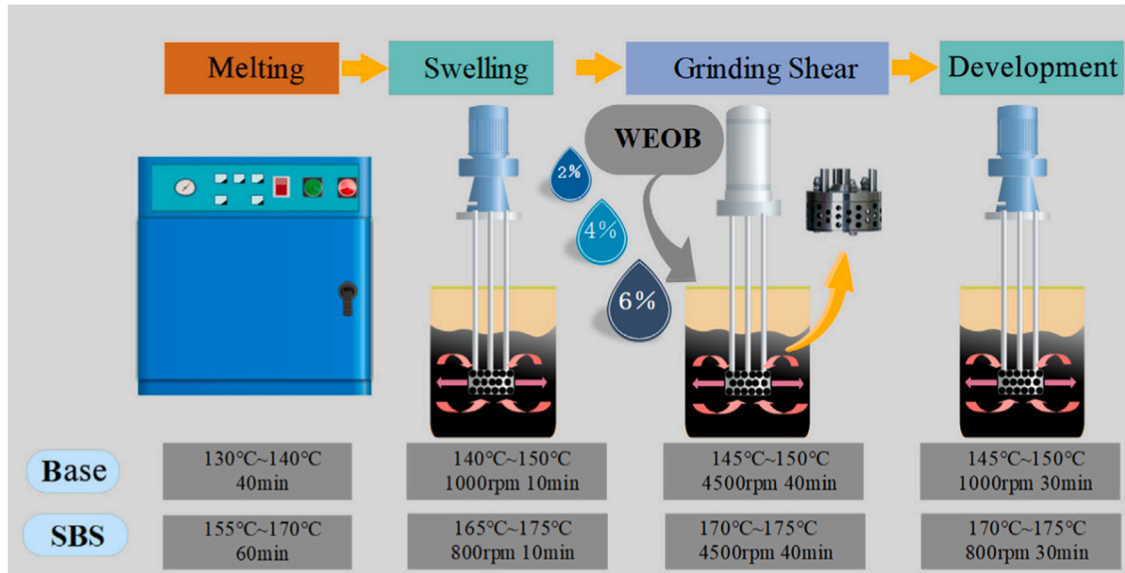 Melting
Swelling
Grinding Shear
Development
WEOB
2%
4%
6%
Base
130℃~140℃
40min
140℃~150℃
1000rpm 10min
145℃~150℃
4500rpm 40min
145℃~150℃
1000rpm 30min
SBS
155℃~170℃
60min
165℃~175℃
800rpm 10min
170℃~175℃
4500rpm 40min
170℃~175℃
800rpm 30min